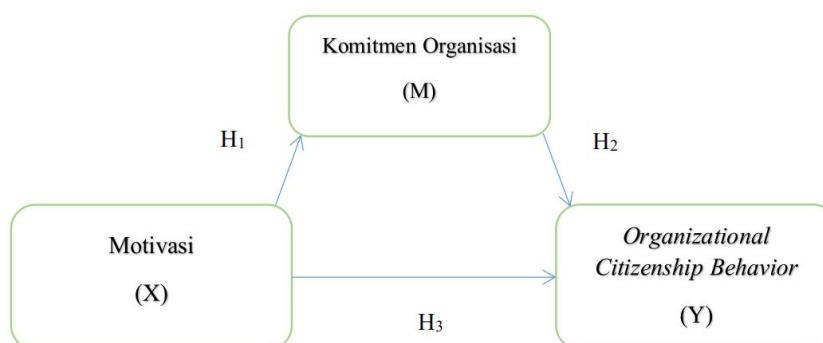 Komitmen Organisasi
(M)
H₁
H₂
Motivasi
(X)
Organizational
Citizenship Behavior
(Y)
H₃